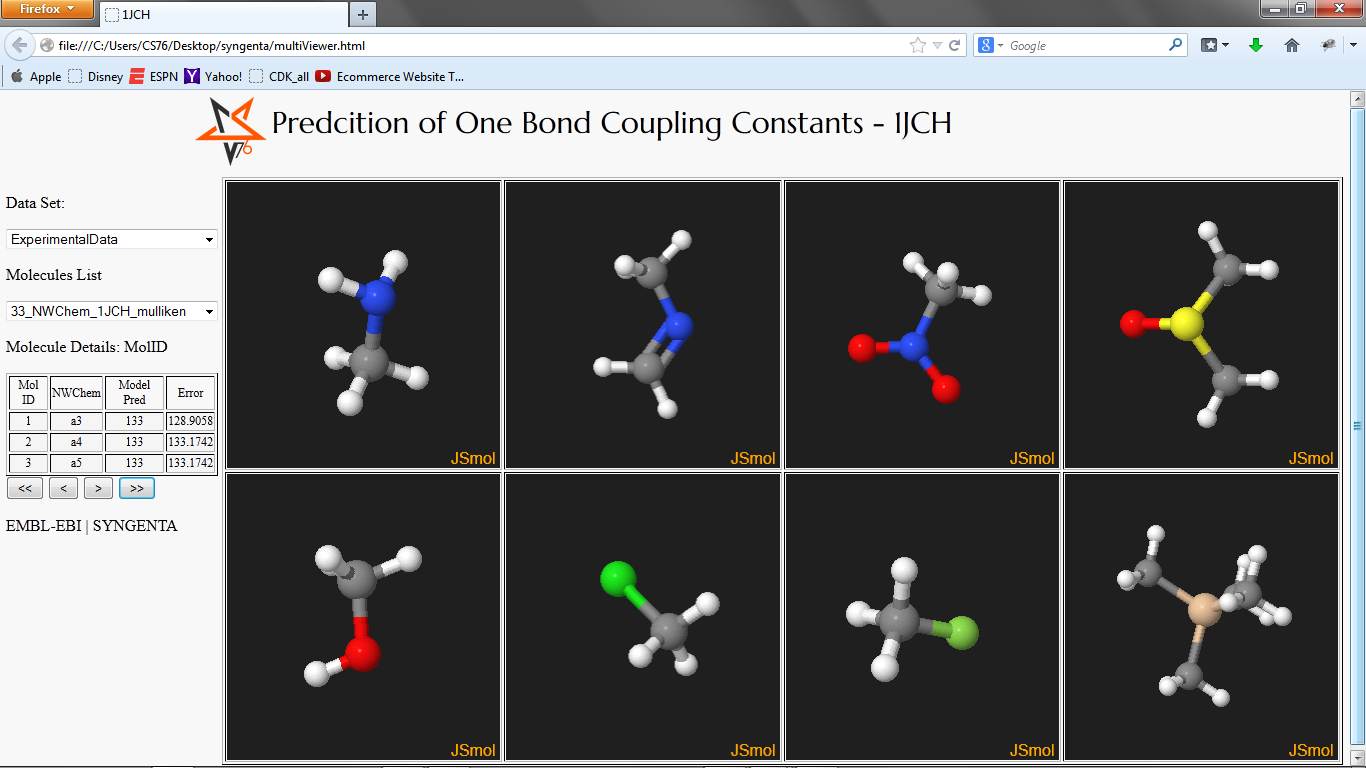 Firefox
1JCH
file:///C:/Users/CS76/Desktop/syngenta/multiViewer.html
Google
Apple Disney ESPN Yahoo! CDK_all Ecommerce Website T...
Predcition of One Bond Coupling Constants - 1JCH
Data Set:
ExperimentalData
Molecules List
33_NWChem_1JCH_mulliken
Molecule Details: MolID
Mol ID NWChem Model Pred Error
1 a3 133 128.9058
2 a4 133 133.1742
3 a5 133 133.1742
<< < > >>
EMBL-EBI | SYNGENTA
JSmol JSmol JSmol JSmol
JSmol JSmol JSmol JSmol